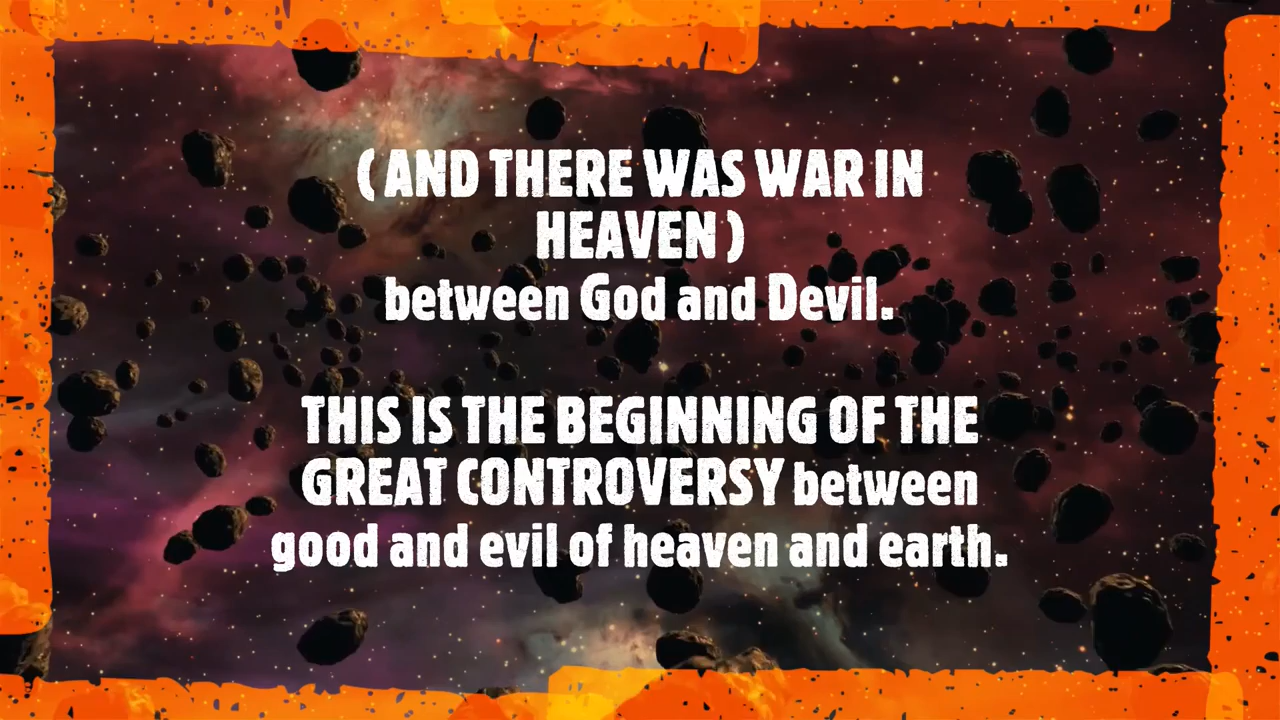 ( AND THERE WAS WAR IN
HEAVEN )
between God and Devil.
THIS IS THE BEGINNING OF THE
GREAT CONTROVERSY between
good and evil of heaven and earth.